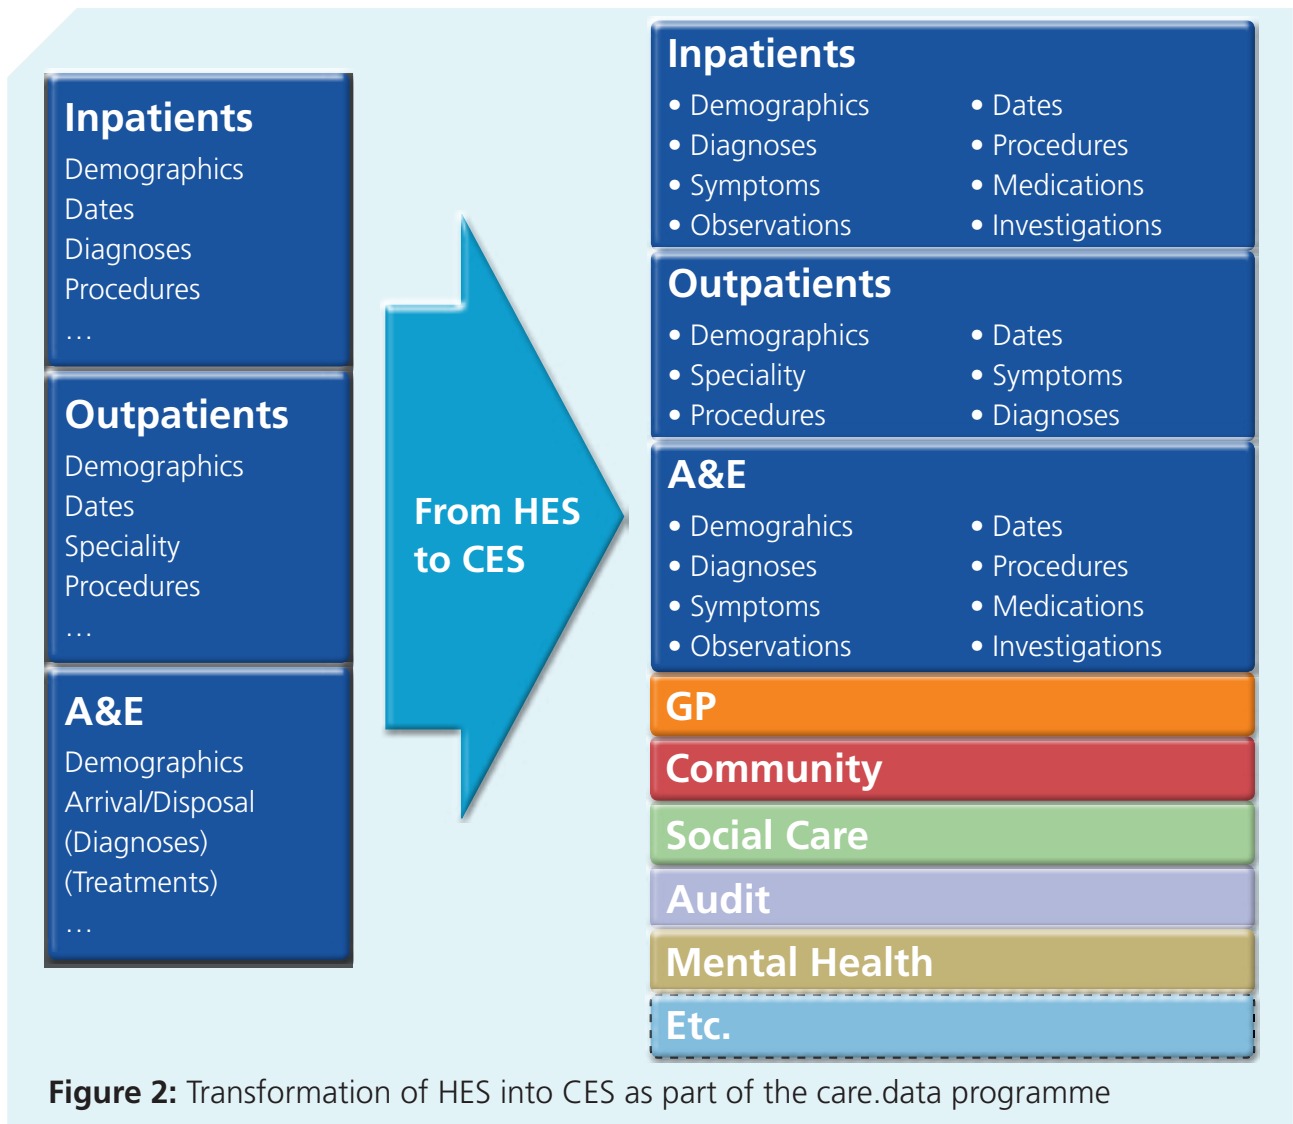 Inpatients
Demographics
Dates
Diagnoses
Procedures
…
Outpatients
Demographics
Dates
Speciality
Procedures
…
A&E
Demographics
Arrival/Disposal
(Diagnoses)
(Treatments)
…
From HES
to CES
Inpatients
• Demographics
• Diagnoses
• Symptoms
• Observations
• Dates
• Procedures
• Medications
• Investigations
Outpatients
• Demographics
• Speciality
• Procedures
• Dates
• Symptoms
• Diagnoses
A&E
• Demograhics
• Diagnoses
• Symptoms
• Observations
• Dates
• Procedures
• Medications
• Investigations
GP
Community
Social Care
Audit
Mental Health
Etc.
Figure 2: Transformation of HES into CES as part of the care.data programme